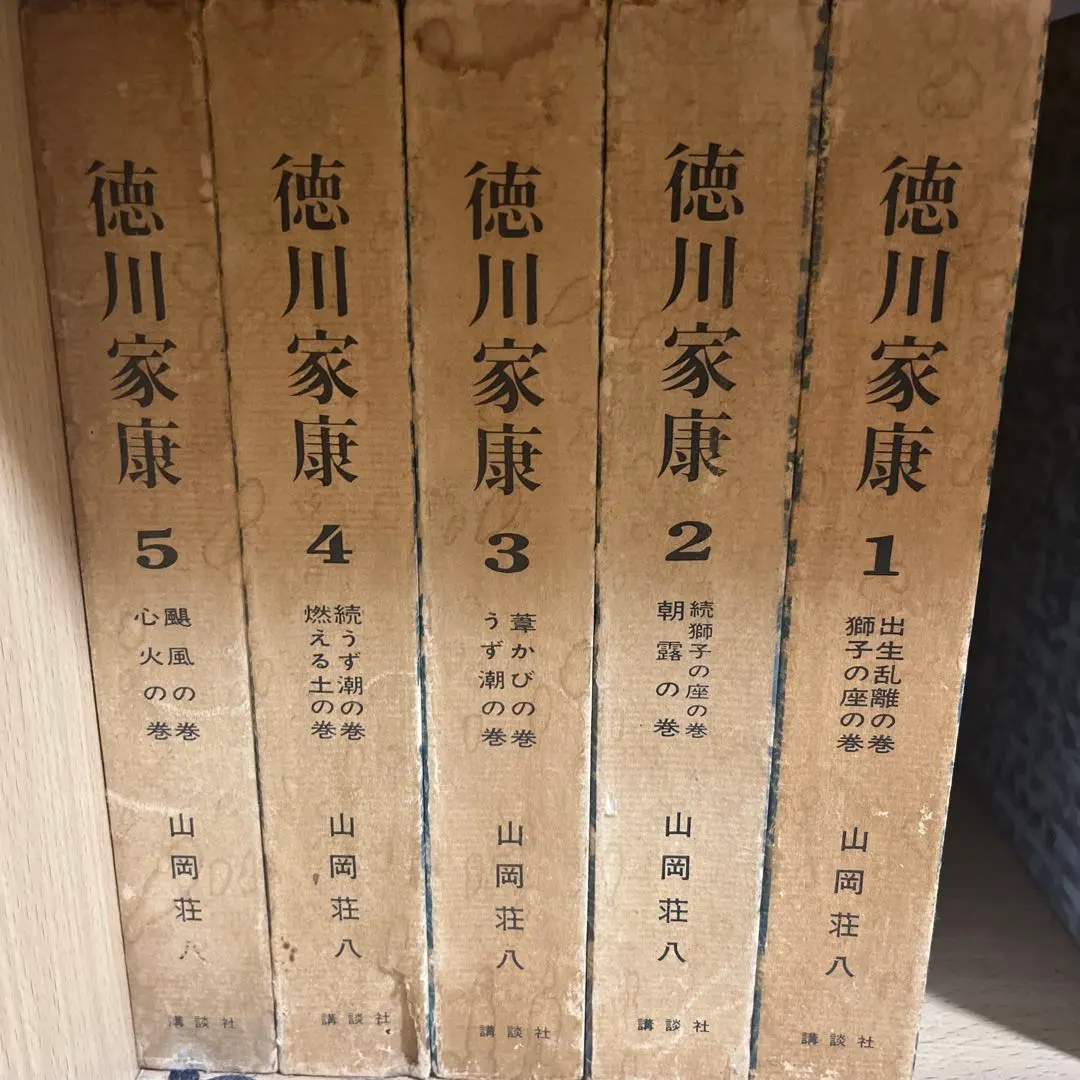 徳川家康
1
出生乱離の巻
獅子の座の巻
山岡荘八
講談社
徳川家康
2
続獅子の座の巻
朝露の巻
山岡荘八
講談社
徳川家康
3
葦かびの巻
うず潮の巻
山岡荘八
講談社
徳川家康
4
続うず潮の巻
燃える土の巻
山岡荘八
講談社
徳川家康
5
颶風の巻
心火の巻
山岡荘八
講談社